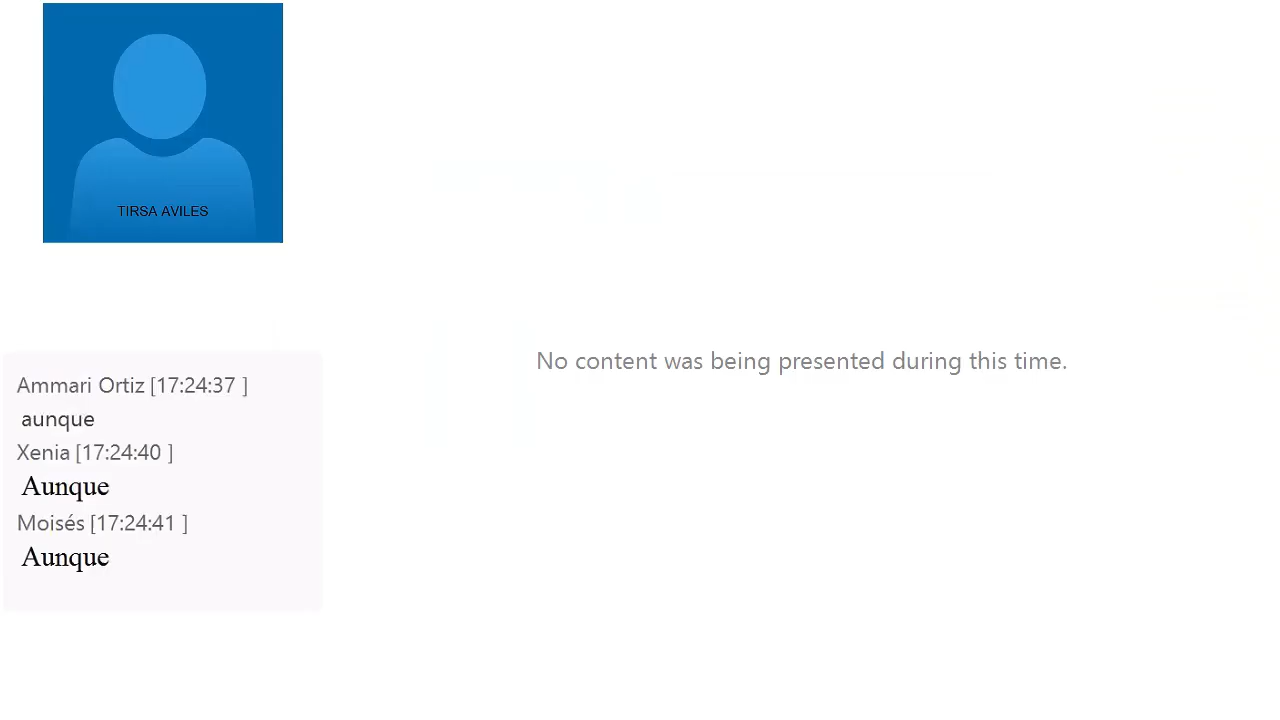 TIRSA AVILES
Ammari Ortiz [17:24:37 ]
aunque
Xenia [17:24:40 ]
Aunque
Moisés [17:24:41 ]
Aunque
No content was being presented during this time.